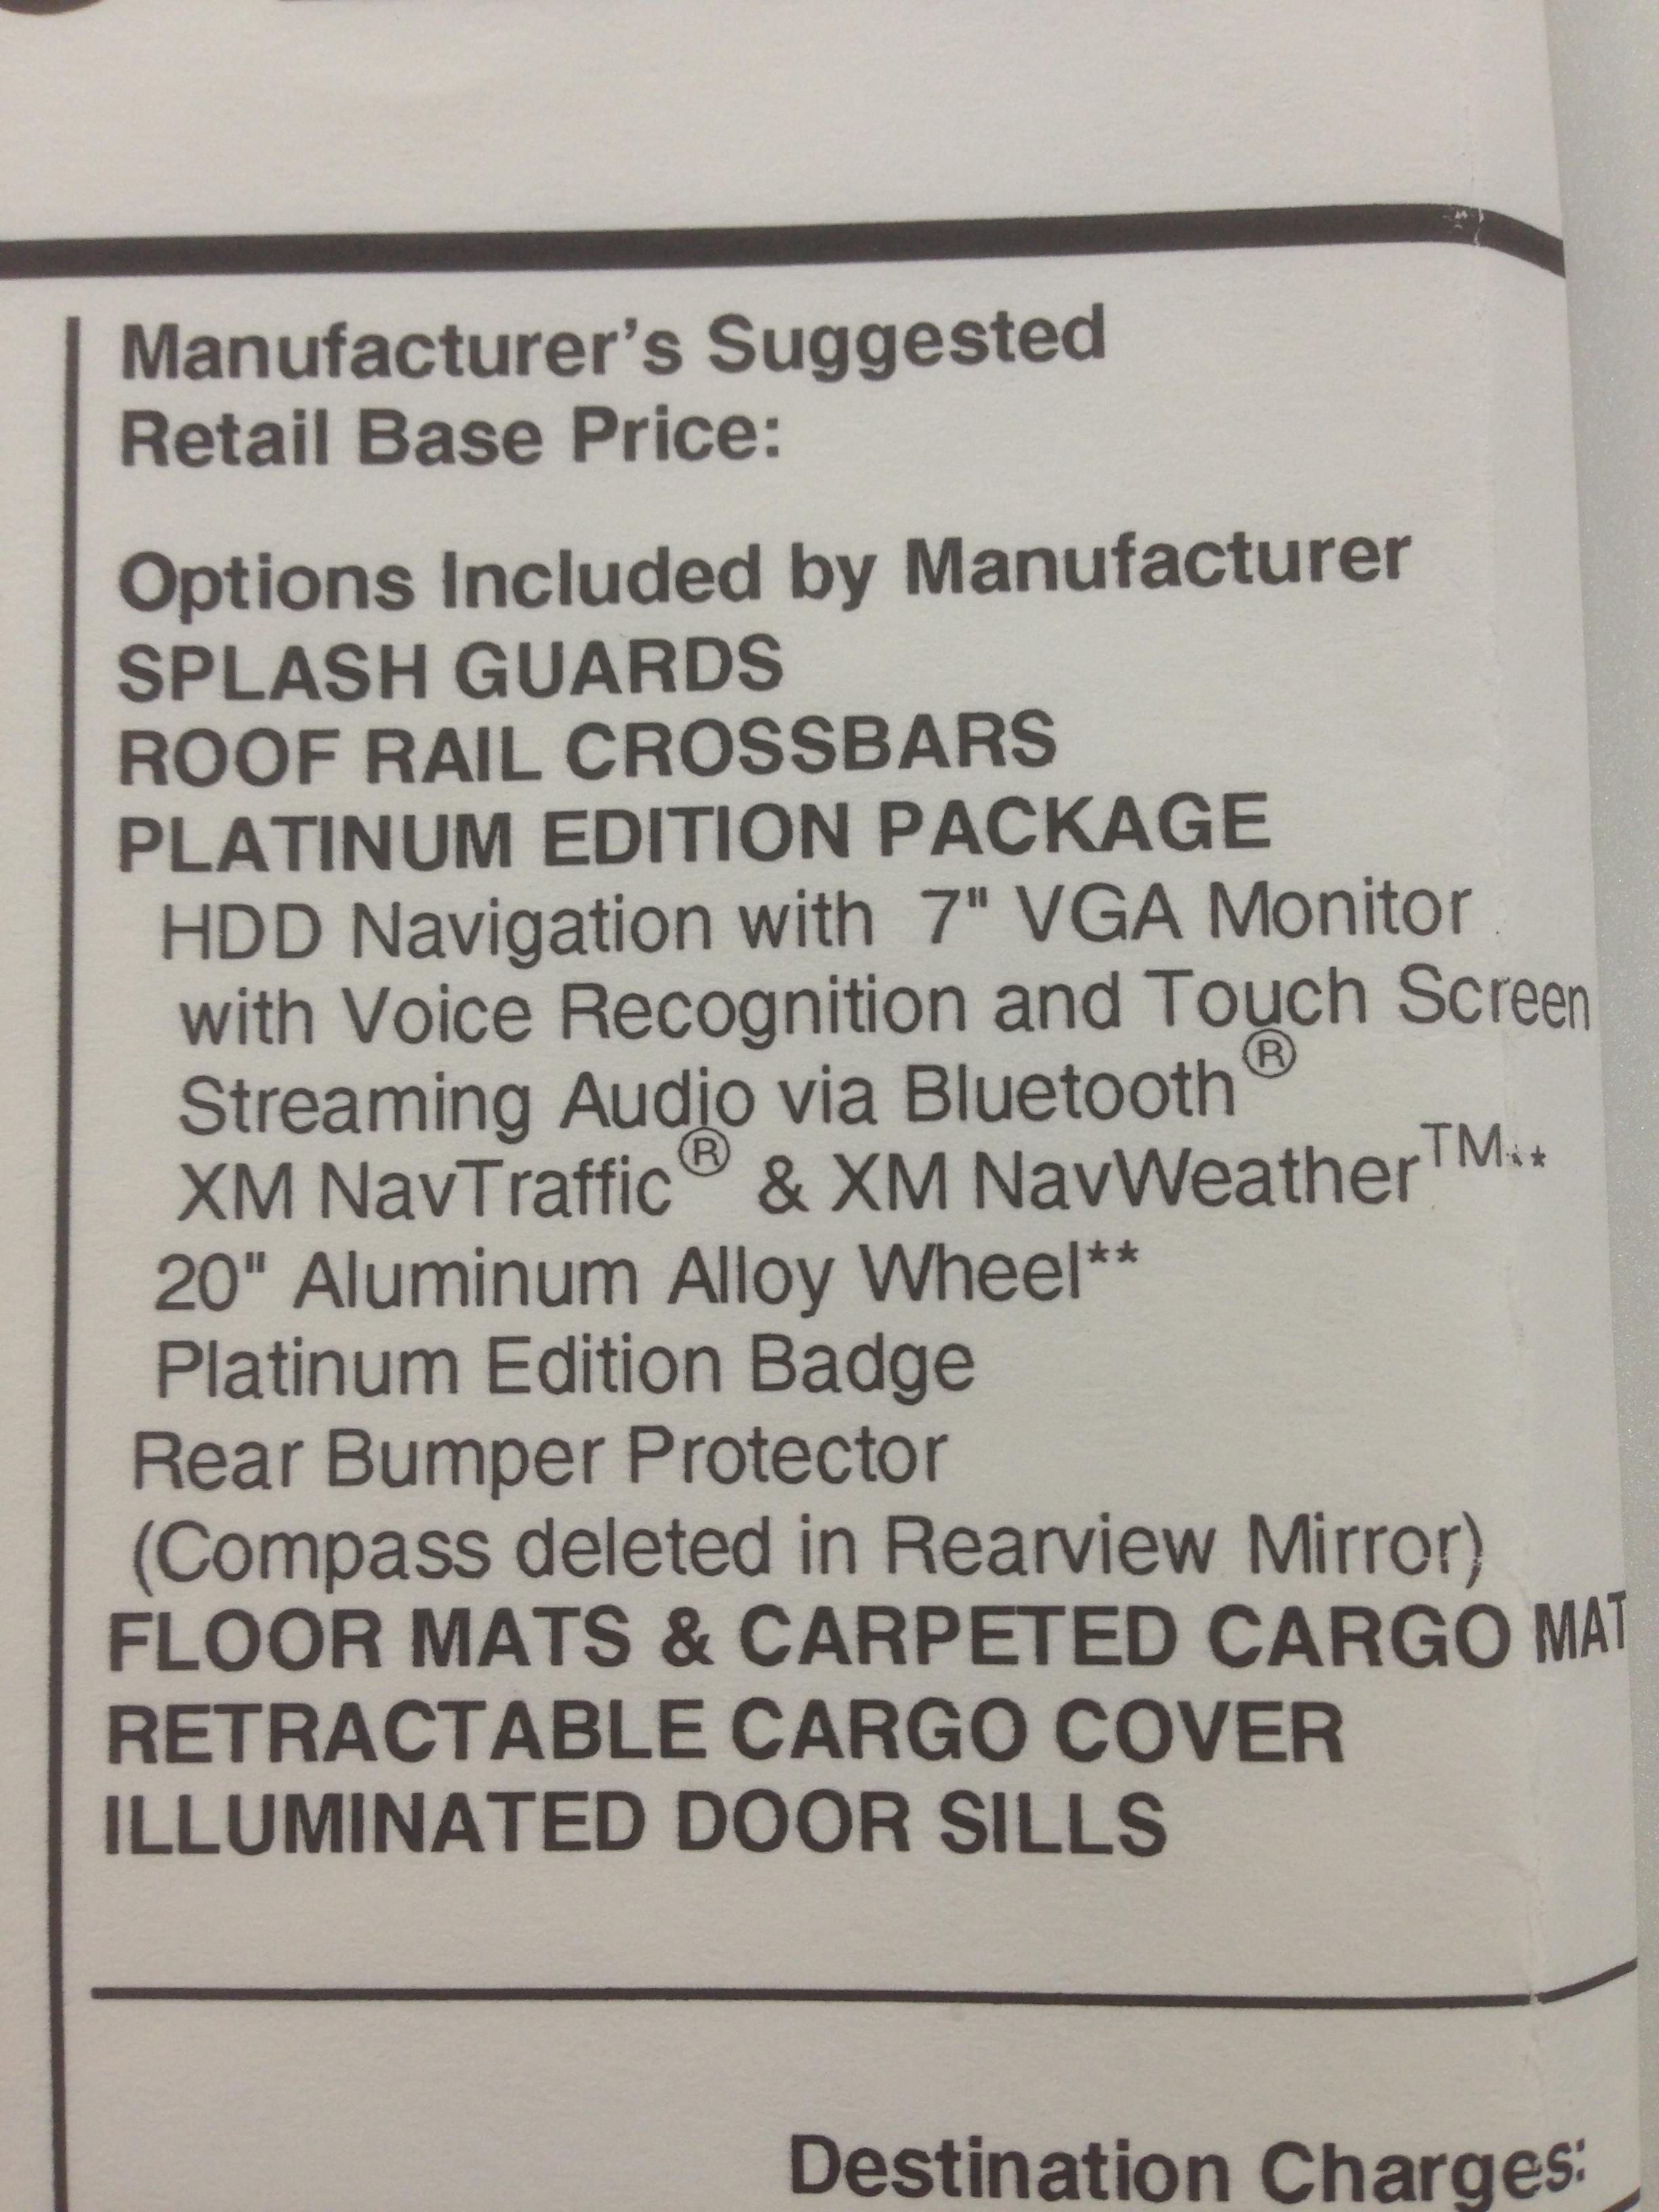 Manufacturer's Suggested
Retail Base Price:
Options Included by Manufacturer
SPLASH GUARDS
ROOF RAIL CROSSBARS
PLATINUM EDITION PACKAGE
HDD Navigation with 7" VGA Monitor
with Voice Recognition and Touch Screen
Streaming Audio via Bluetooth®
XM NavTraffic® & XM NavWeather™**
20" Aluminum Alloy Wheel**
Platinum Edition Badge
Rear Bumper Protector
(Compass deleted in Rearview Mirror)
FLOOR MATS & CARPETED CARGO MAT
RETRACTABLE CARGO COVER
ILLUMINATED DOOR SILLS
Destination Charges: